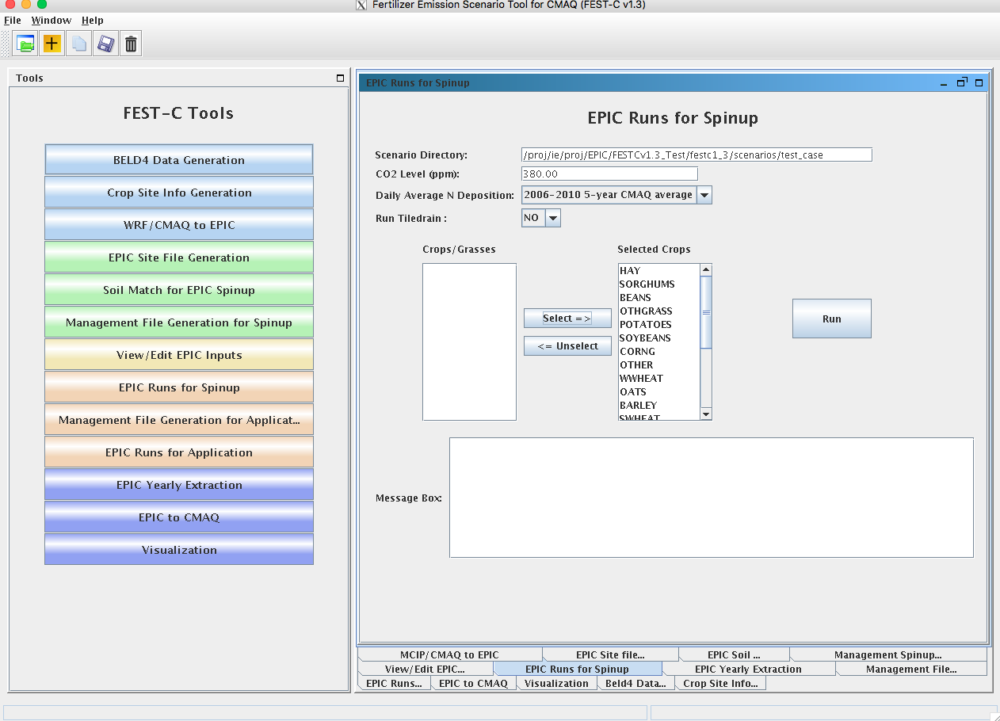 Fertilizer Emission Scenario Tool for CMAQ (FEST-C v1.3)
File Window Help
Tools
FEST-C Tools
BELD4 Data Generation
Crop Site Info Generation
WRF/CMAQ to EPIC
EPIC Site File Generation
Soil Match for EPIC Spinup
Management File Generation for Spinup
View/Edit EPIC Inputs
EPIC Runs for Spinup
Management File Generation for Applicat...
EPIC Runs for Application
EPIC Yearly Extraction
EPIC to CMAQ
Visualization
EPIC Runs for Spinup
EPIC Runs for Spinup
Scenario Directory: /proj/ie/proj/EPIC/FESTCv1.3_Test/festc1_3/scenarios/test_case
CO2 Level (ppm): 380.00
Daily Average N Deposition: 2006-2010 5-year CMAQ average
Run Tiledrain : NO
Crops/Grasses
Selected Crops
Select =>
<= Unselect
HAY
SORGHUMS
BEANS
OTHGRASS
POTATOES
SOYBEANS
CORNG
OTHER
WWHEAT
OATS
BARLEY
SWHEAT
Run
Message Box:
MCIP/CMAQ to EPIC EPIC Site file... EPIC Soil ... Management Spinup...
View/Edit EPIC... EPIC Runs for Spinup EPIC Yearly Extraction Management File...
EPIC Runs... EPIC to CMAQ Visualization Beld4 Data... Crop Site Info...